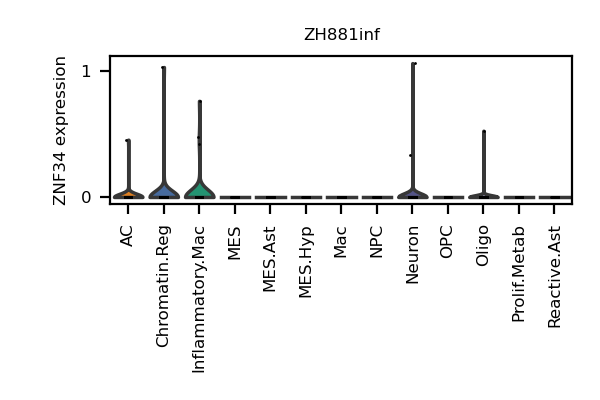 ZH881inf
ZNF34 expression
1
0
AC
Chromatin.Reg
Inflammatory.Mac
MES
MES.Ast
MES.Hyp
Mac
NPC
Neuron
OPC
Oligo
Prolif.Metab
Reactive.Ast